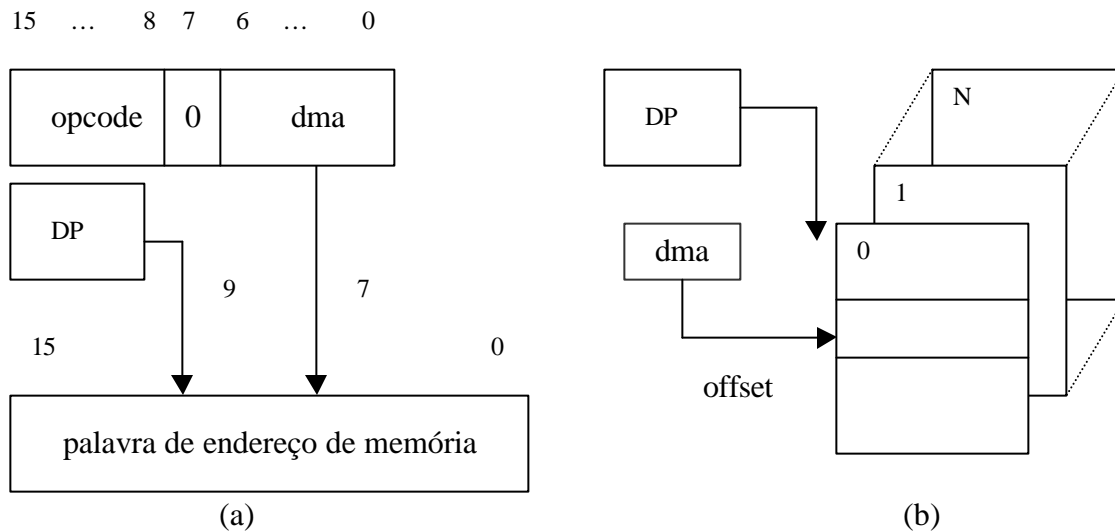 15 … 8 7 6 … 0
opcode 0 dma
DP
9 7
15 0
palavra de endereço de memória
(a)
DP
N
1
0
dma
offset
(b)